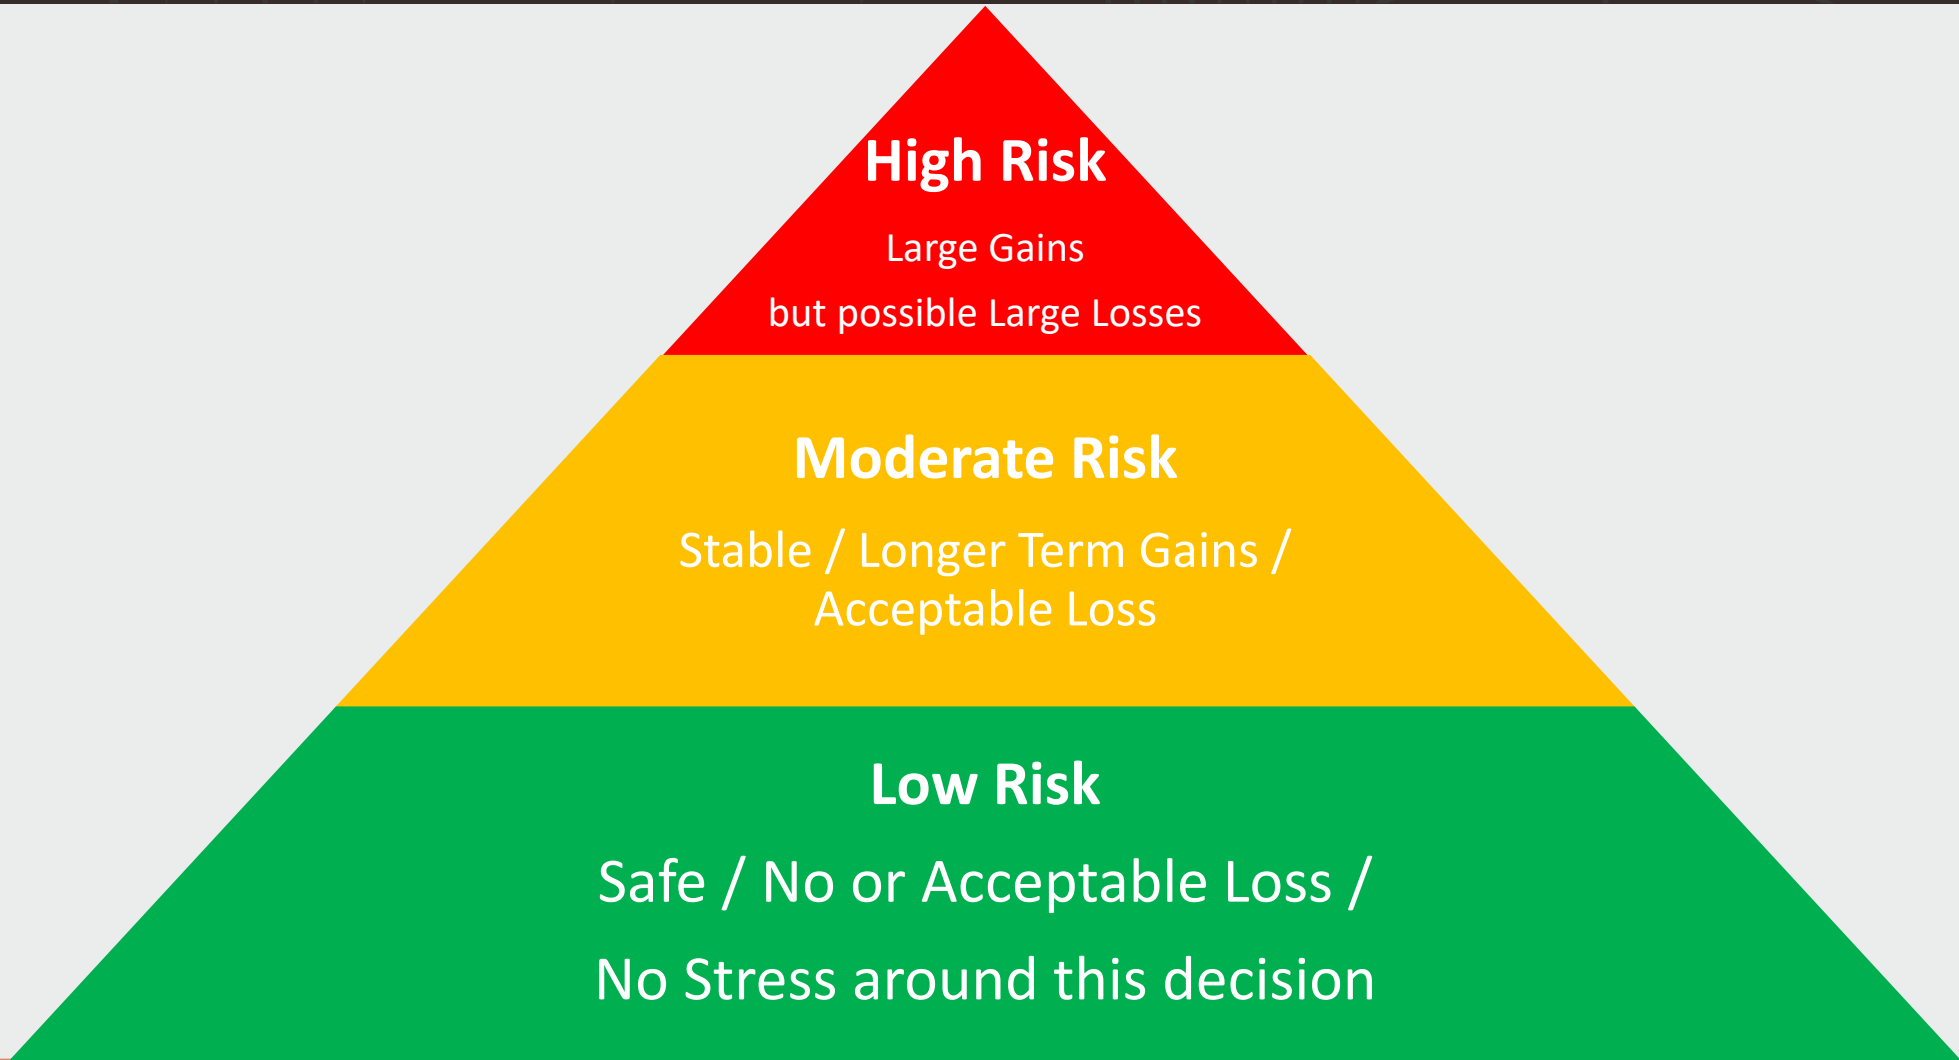 High Risk
Large Gains
but possible Large Losses
Moderate Risk
Stable / Longer Term Gains /
Acceptable Loss
Low Risk
Safe / No or Acceptable Loss /
No Stress around this decision